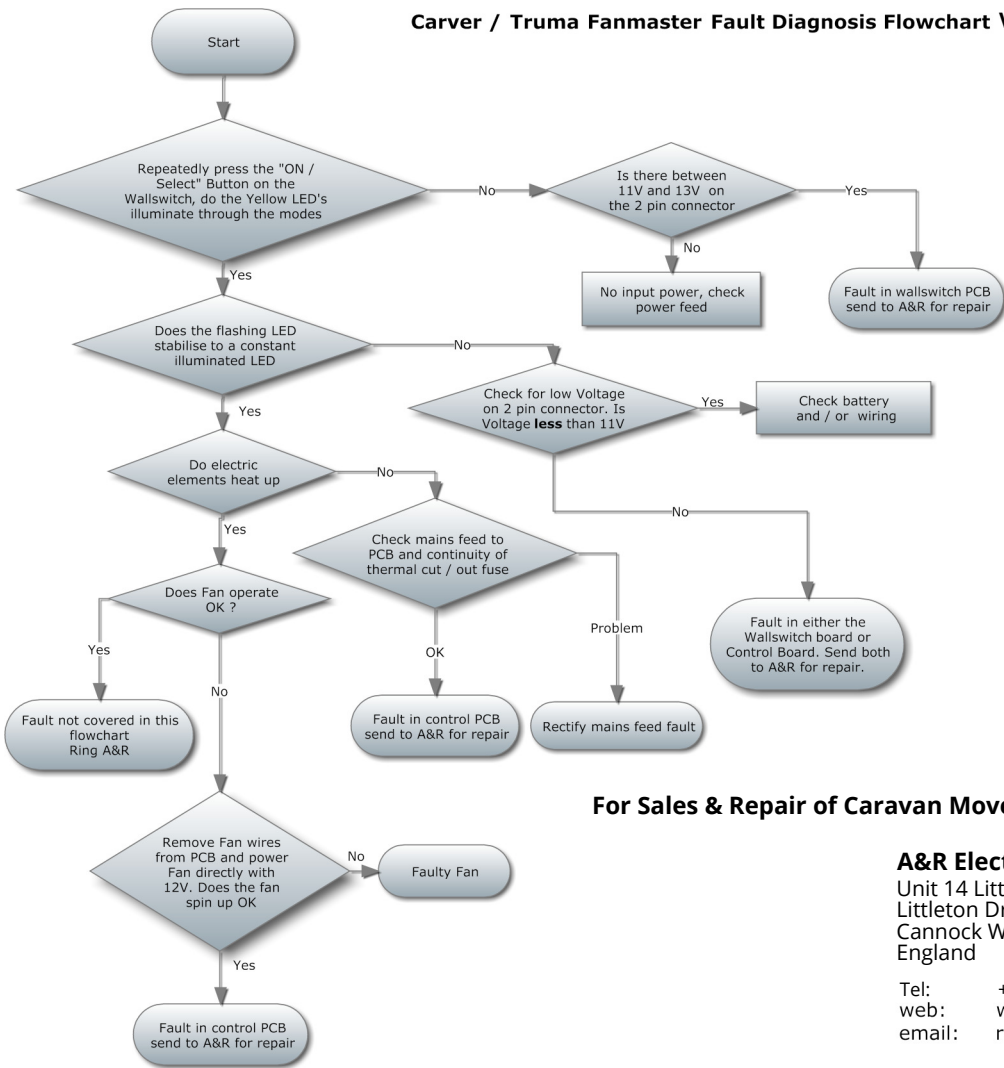 Carver / Truma Fanmaster Fault Diagnosis Flowchart
Start
Repeatedly press the "ON /
Select" Button on the
Wallswitch, do the Yellow LED's
illuminate through the modes
No
Is there between
11V and 13V on
the 2 pin connector
Yes
No
No input power, check
power feed
Fault in wallswitch PCB
send to A&R for repair
Yes
Does the flashing LED
stabilise to a constant
illuminated LED
No
Check for low Voltage
on 2 pin connector. Is
Voltage less than 11V
Yes
Check battery
and / or wiring
Yes
No
Do electric
elements heat up
No
Check mains feed to
PCB and continuity of
thermal cut / out fuse
Yes
Does Fan operate
OK ?
Problem
OK
Fault in either the
Wallswitch board or
Control Board. Send both
to A&R for repair.
Yes
No
Fault not covered in this
flowchart
Ring A&R
Fault in control PCB
send to A&R for repair
Rectify mains feed fault
Remove Fan wires
from PCB and power
Fan directly with
12V. Does the fan
spin up OK
No
Faulty Fan
Yes
Fault in control PCB
send to A&R for repair
For Sales & Repair of Caravan
A&R
Unit 14
Littleton
Cannock
England
Tel:
web:
email: